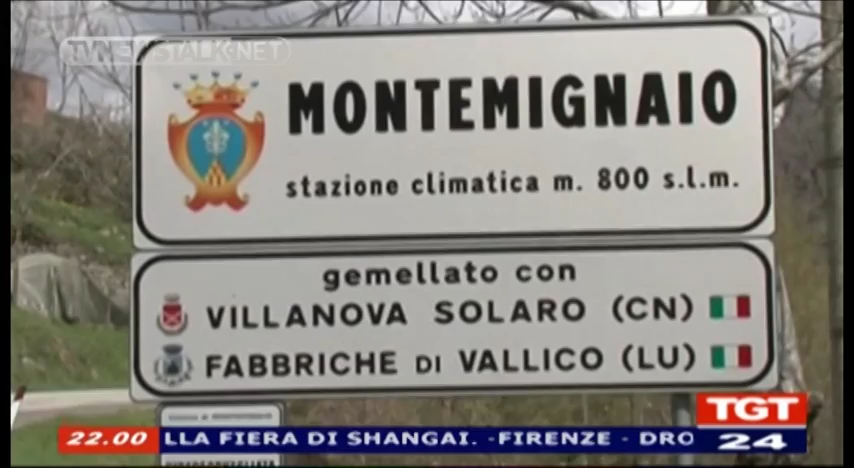 TVNEWSTALK.NET
MONTEMIGNAIO
stazione climatica m. 800 s.l.m.
gemellato con
VILLANOVA SOLARO (CN)
FABBRICHE DI VALLICO (LU)
TGT
22.00 LLA FIERA DI SHANGAI. -FIRENZE - DRO 24